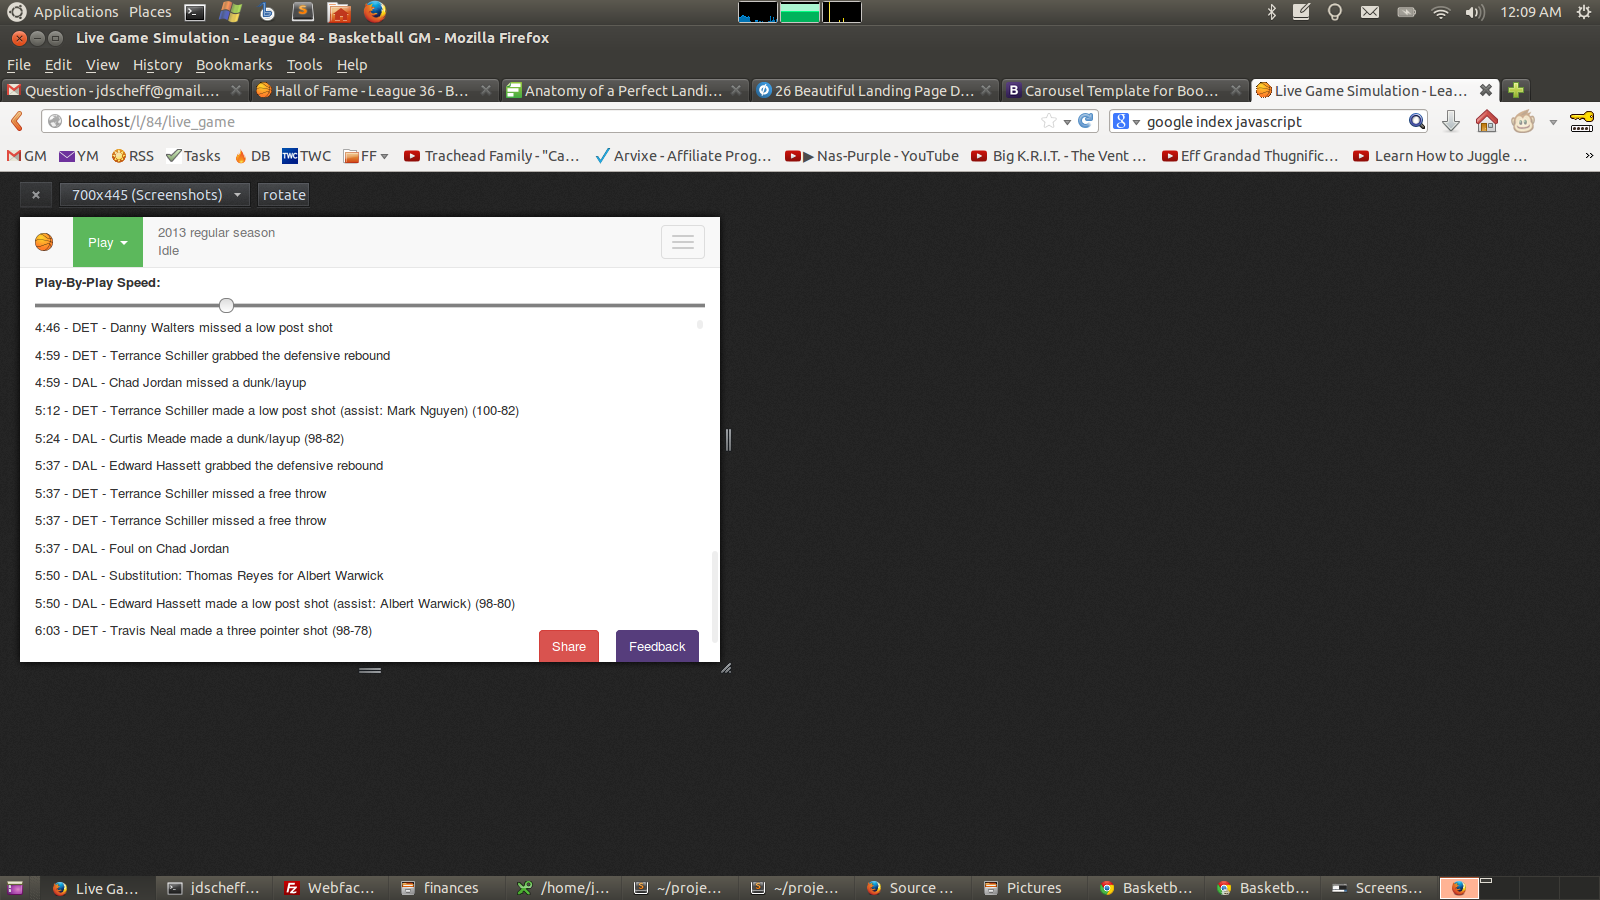 Applications Places 12:09 AM
Live Game Simulation - League 84 - Basketball GM - Mozilla Firefox
File Edit View History Bookmarks Tools Help
Question - jdscheff@gmail.... Hall of Fame - League 36 - B... Anatomy of a Perfect Landi... 26 Beautiful Landing Page D... Carousel Template for Boo... Live Game Simulation - Lea...
localhost/l/84/live_game google index javascript
GM YM RSS Tasks DB TWC TWC FF Trachead Family - "Ca... Arvixe - Affiliate Prog... ▶ Nas-Purple - YouTube Big K.R.I.T. - The Vent ... Eff Grandad Thugnific... Learn How to Juggle ... »
× 700x445 (Screenshots) rotate
Play 2013 regular season
Idle
Play-By-Play Speed:
4:46 - DET - Danny Walters missed a low post shot
4:59 - DET - Terrance Schiller grabbed the defensive rebound
4:59 - DAL - Chad Jordan missed a dunk/layup
5:12 - DET - Terrance Schiller made a low post shot (assist: Mark Nguyen) (100-82)
5:24 - DAL - Curtis Meade made a dunk/layup (98-82)
5:37 - DAL - Edward Hassett grabbed the defensive rebound
5:37 - DET - Terrance Schiller missed a free throw
5:37 - DET - Terrance Schiller missed a free throw
5:37 - DAL - Foul on Chad Jordan
5:50 - DAL - Substitution: Thomas Reyes for Albert Warwick
5:50 - DAL - Edward Hassett made a low post shot (assist: Albert Warwick) (98-80)
6:03 - DET - Travis Neal made a three pointer shot (98-78)
Share Feedback
Live Ga... jdscheff... Webfac... finances /home/j... ~/proje... ~/proje... Source ... Pictures Basketb... Basketb... Screens...